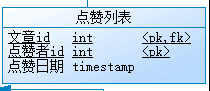 点赞列表
文章id int <pk,fk>
点赞者id int <pk>
点赞日期 timestamp